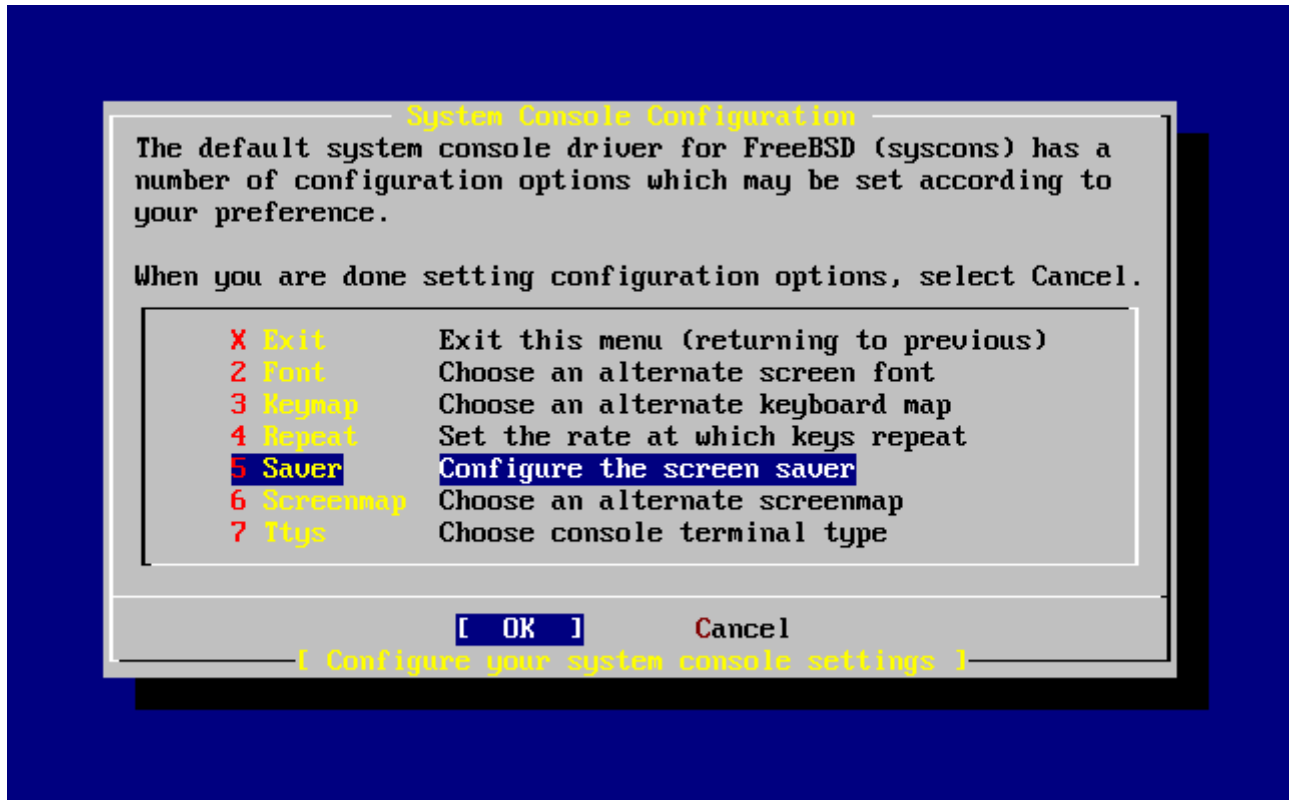 System Console Configuration
The default system console driver for FreeBSD (syscons) has a
number of configuration options which may be set according to
your preference.
When you are done setting configuration options, select Cancel.
X Exit Exit this menu (returning to previous)
2 Font Choose an alternate screen font
3 Keymap Choose an alternate keyboard map
4 Repeat Set the rate at which keys repeat
5 Saver Configure the screen saver
6 Screenmap Choose an alternate screenmap
7 Ttys Choose console terminal type
[ OK ] Cancel
[ Configure your system console settings ]